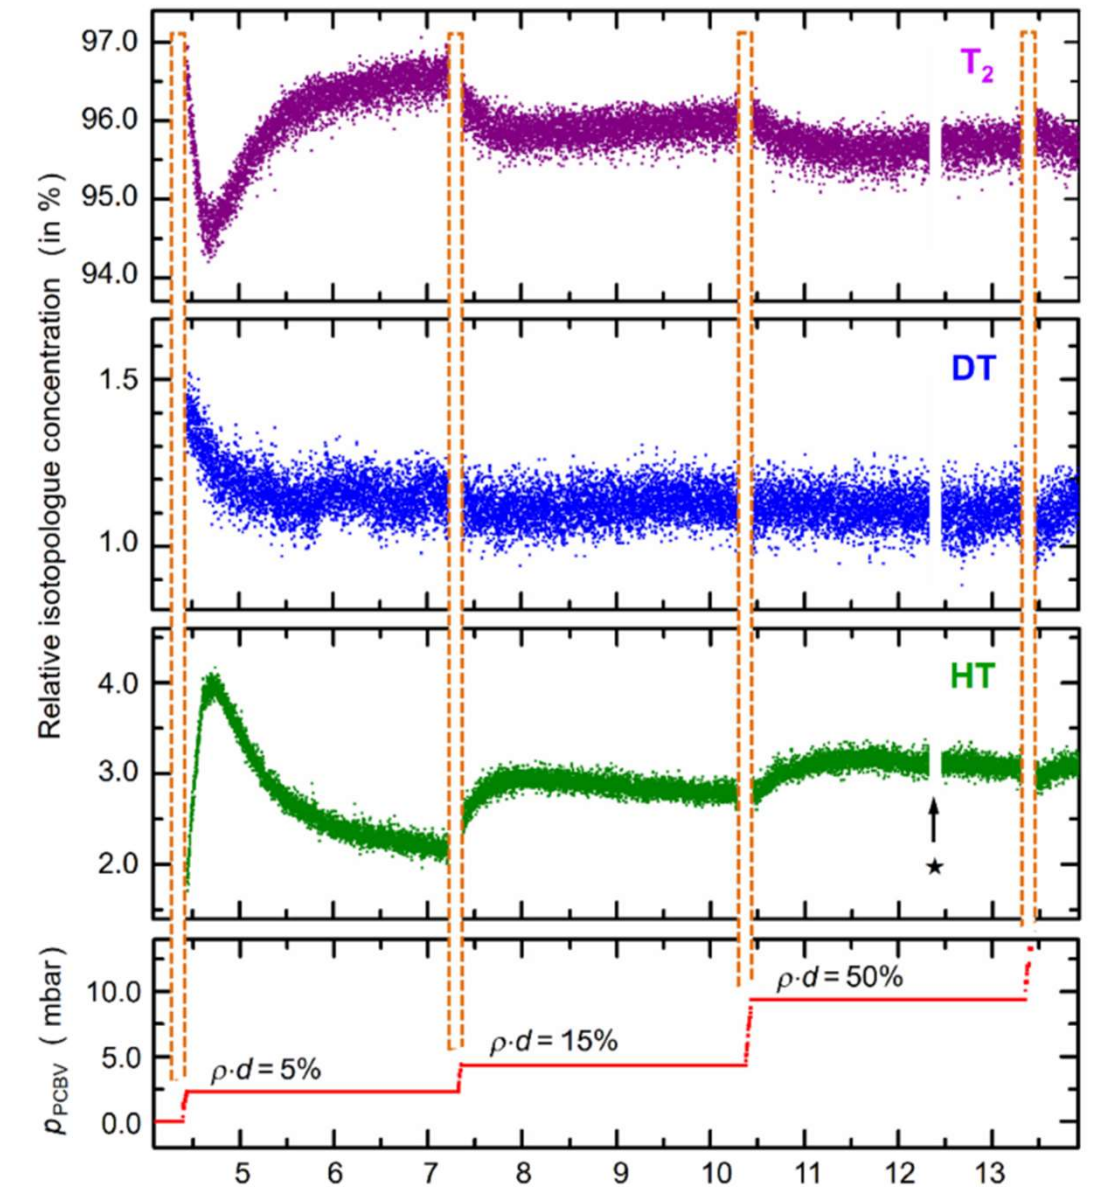 Relative isotopologue concentration (in %)
97.0
96.0
95.0
94.0
T₂
1.5
1.0
DT
4.0
3.0
2.0
HT
★
p_PCBV ( mbar )
10.0
5.0
0.0
ρ·d = 5%
ρ·d = 15%
ρ·d = 50%
5 6 7 8 9 10 11 12 13